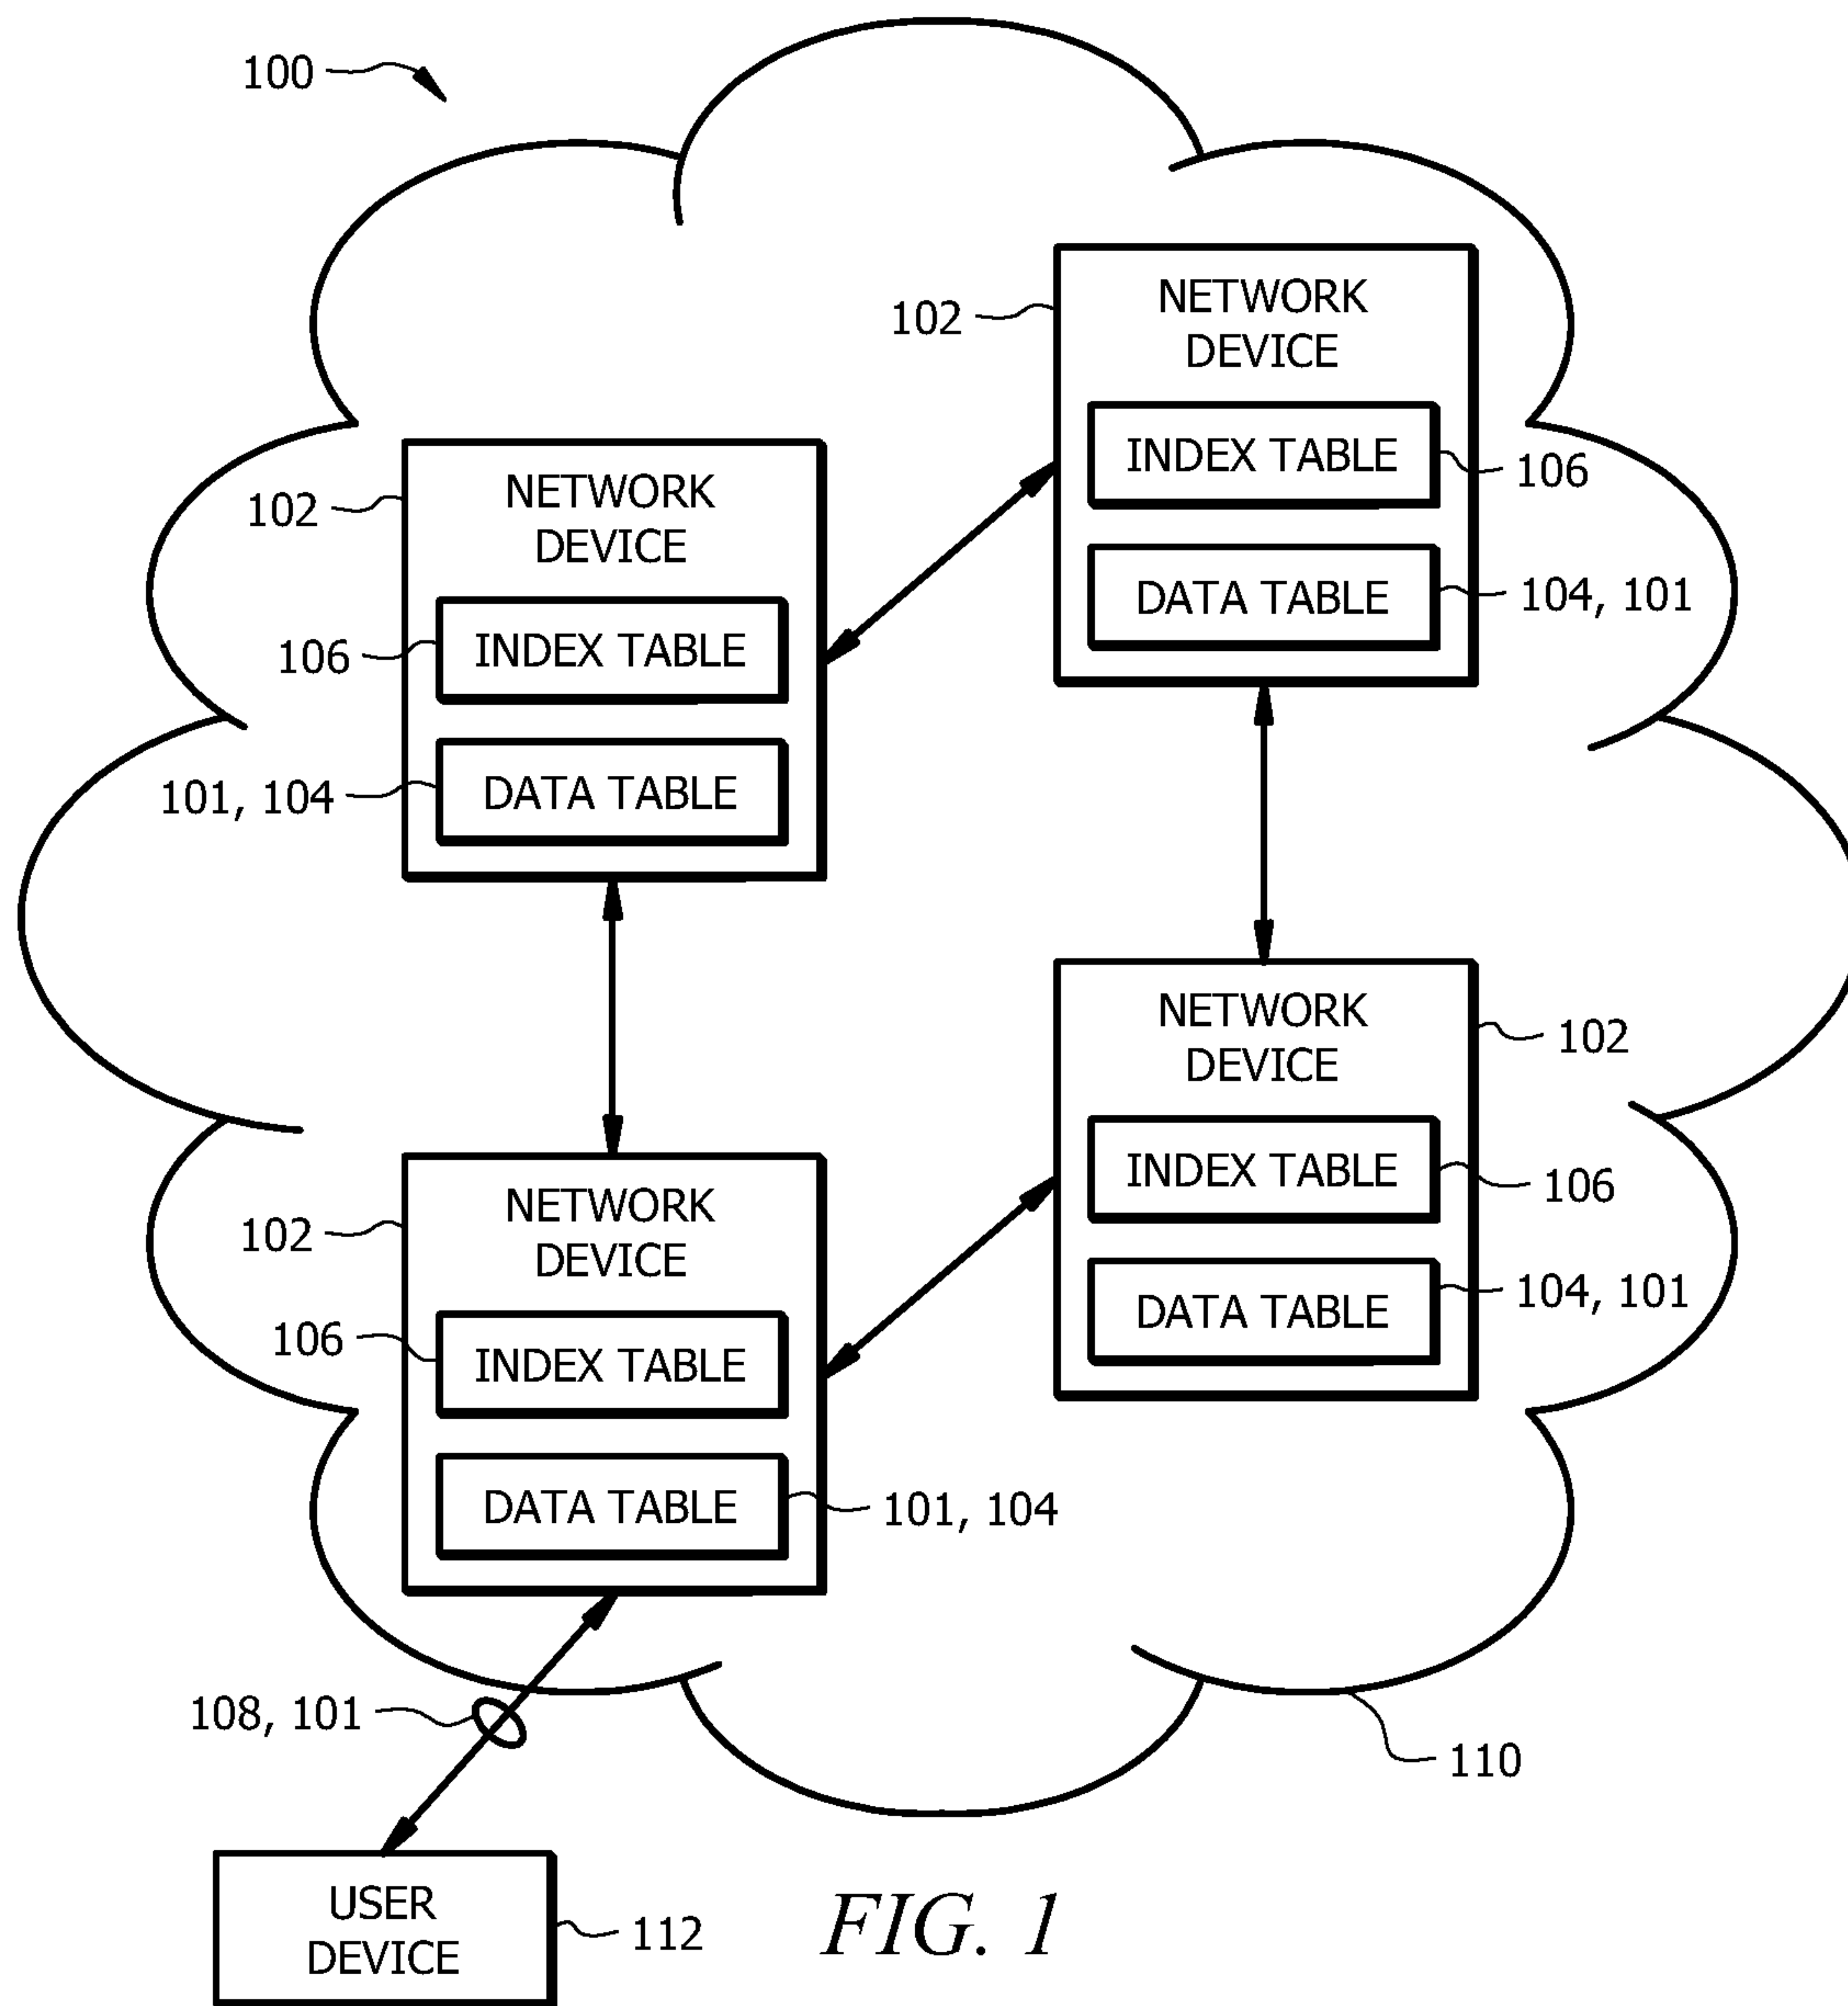 100
NETWORK
DEVICE
102
INDEX TABLE
106
DATA TABLE
104, 101
NETWORK
DEVICE
102
INDEX TABLE
106
DATA TABLE
101, 104
NETWORK
DEVICE
102
INDEX TABLE
106
DATA TABLE
104, 101
NETWORK
DEVICE
102
INDEX TABLE
106
DATA TABLE
101, 104
108, 101
110
USER
DEVICE
112
FIG. 1